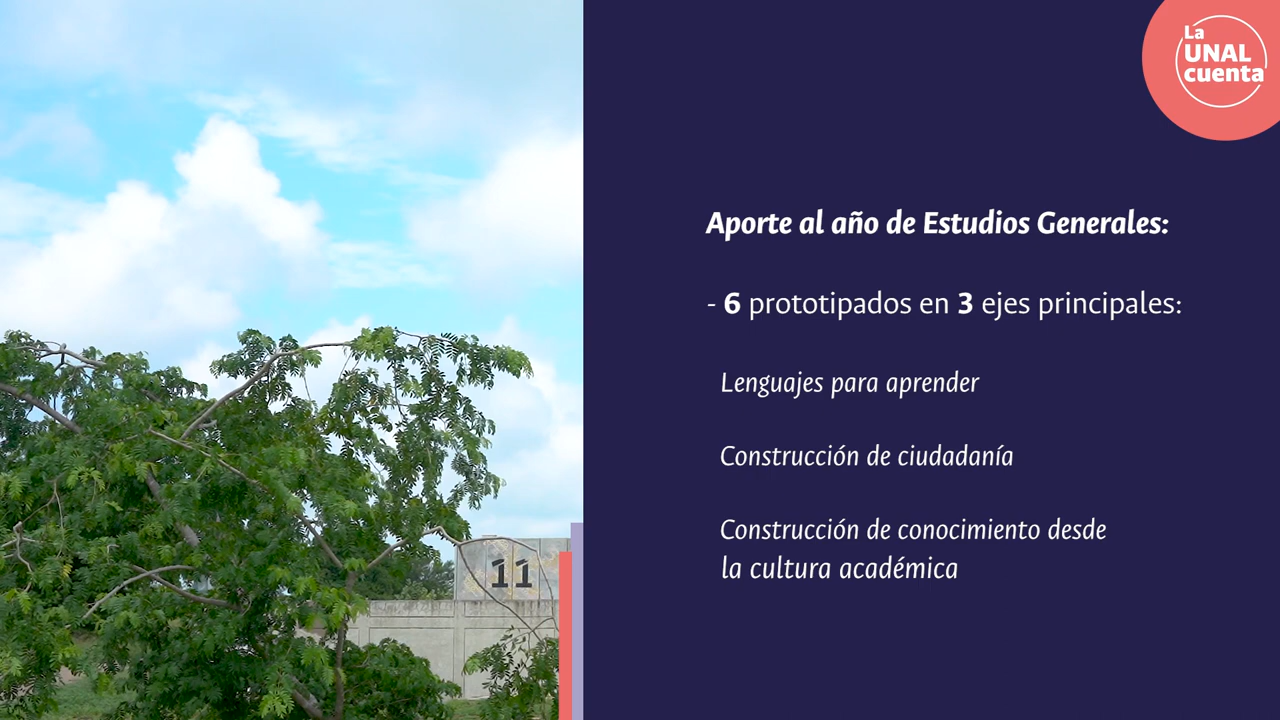 La
UNAL
cuenta
Aporte al año de Estudios Generales:
- 6 prototipados en 3 ejes principales:
Lenguajes para aprender
Construcción de ciudadanía
Construcción de conocimiento desde
la cultura académica
11